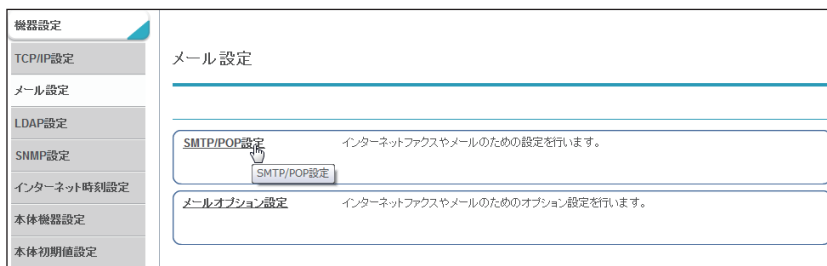 機器設定
TCP/IP設定
メール設定
LDAP設定
SNMP設定
インターネット時刻設定
本体機器設定
本体初期値設定
メール設定
SMTP/POP設定 インターネットファクスやメールのための設定を行います。
SMTP/POP設定
メールオプション設定 インターネットファクスやメールのためのオプション設定を行います。